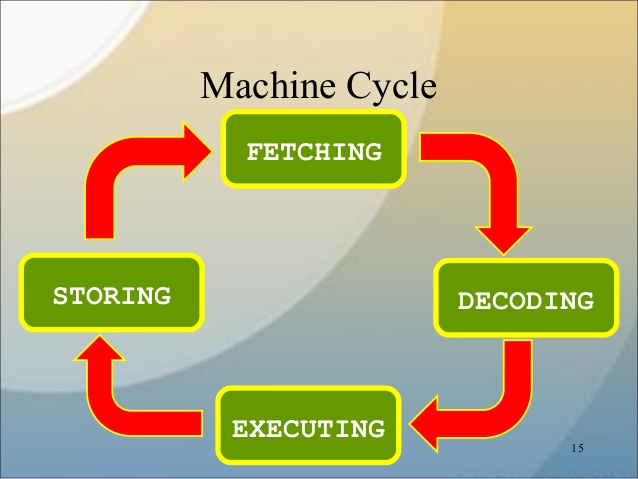 Machine Cycle
FETCHING
DECODING
EXECUTING
STORING
15